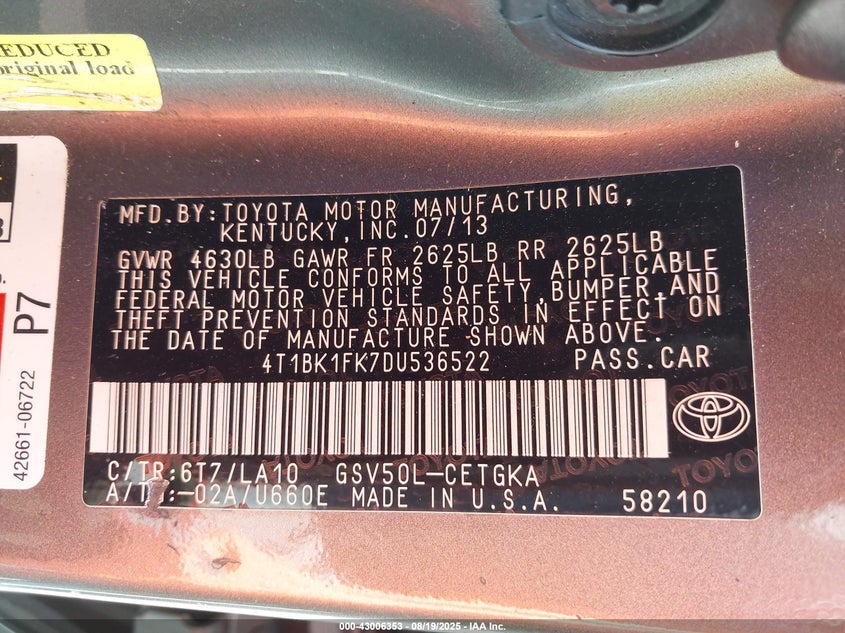 EDUCED
original load
P7
42661-06722
MFD.BY:TOYOTA MOTOR MANUFACTURING,
KENTUCKY,INC.07/13
GVWR 4630LB GAWR FR 2625LB RR 2625LB
THIS VEHICLE CONFORMS TO ALL APPLICABLE
FEDERAL MOTOR VEHICLE SAFETY,BUMPER,AND
THEFT PREVENTION STANDARDS IN EFFECT ON
THE DATE OF MANUFACTURE SHOWN ABOVE.
4T1BK1FK7DU536522 PASS.CAR
C/TR:6T7/LA10 GSV50L-CETGKA
A/TM:-02A/U660E MADE IN U.S.A. 58210
000-43006353 - 08/19/2025 - IAA Inc.